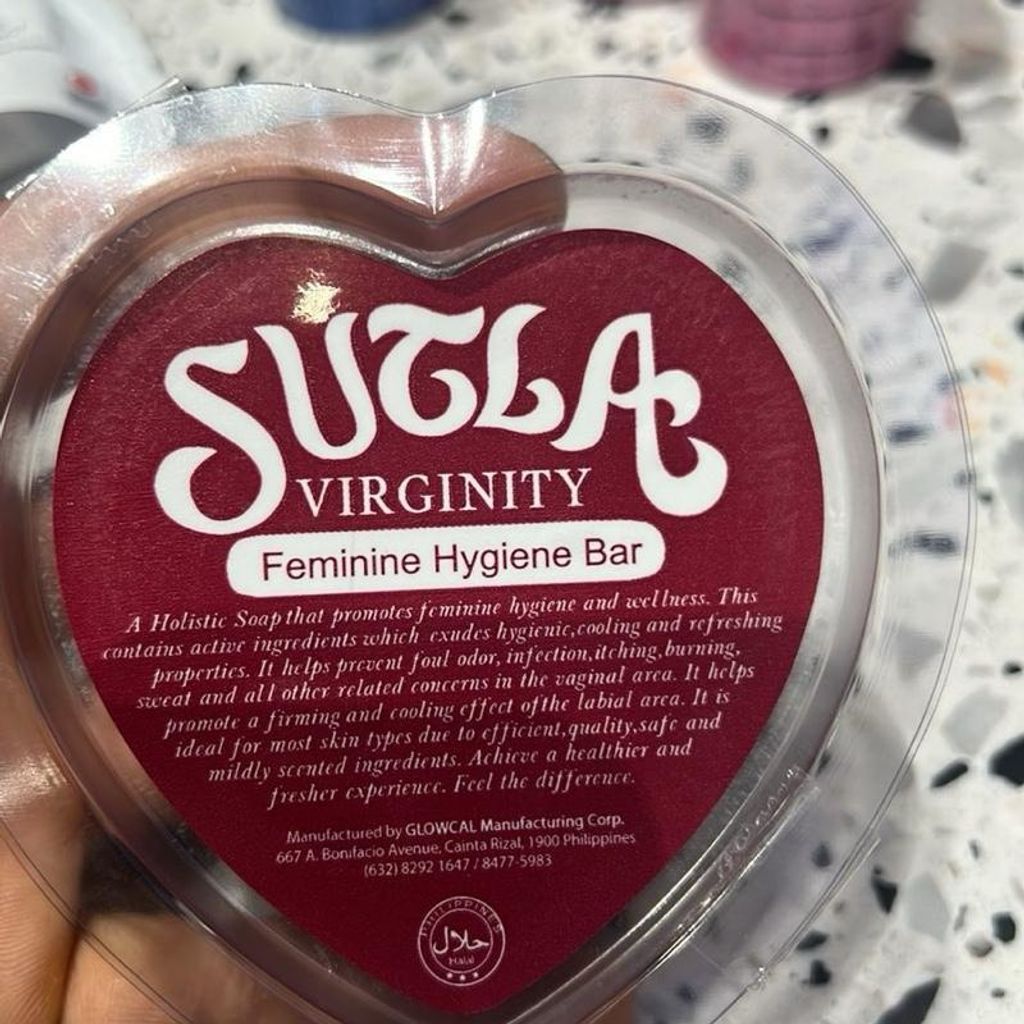 SUTLA
VIRGINITY
Feminine Hygiene Bar
A Holistic Soap that promotes feminine hygiene and wellness. This
contains active ingredients which exudes hygienic,cooling and refreshing
properties. It helps prevent foul odor, infection,itching,burning,
sweat and all other related concerns in the vaginal area. It helps
promote a firming and cooling effect of the labial area. It is
ideal for most skin types due to efficient,quality,safe and
mildly scented ingredients. Achieve a healthier and
fresher experience. Feel the difference.
Manufactured by GLOWCAL Manufacturing Corp.
667 A. Bonifacio Avenue, Cainta Rizal, 1900 Philippines
(632) 8292 1647 / 8477-5983
PHILIPPINES
حلال
Halal